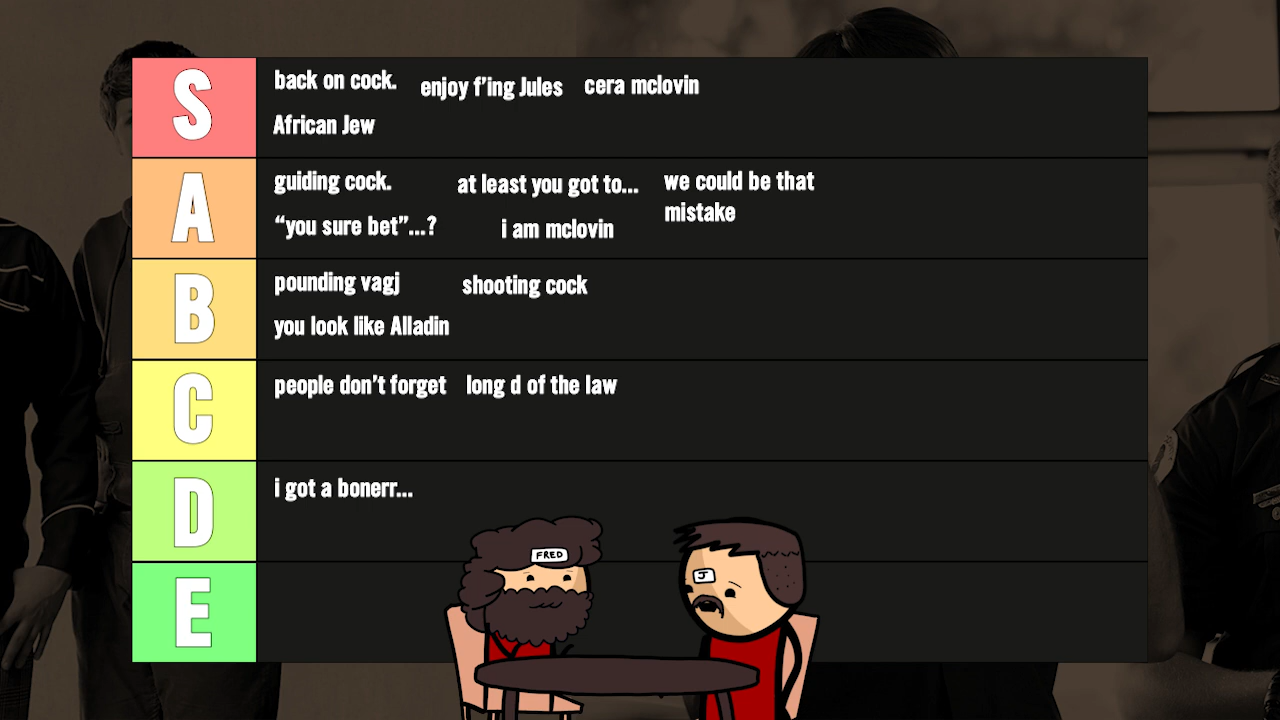 S
back on cock.
enjoy f'ing Jules
cera mclovin
African Jew
A
guiding cock.
at least you got to...
we could be that
mistake
“you sure bet”...?
i am mclovin
B
pounding vagj
shooting cock
you look like Alladin
C
people don't forget
long d of the law
D
i got a bonerr...
E
FRED
J